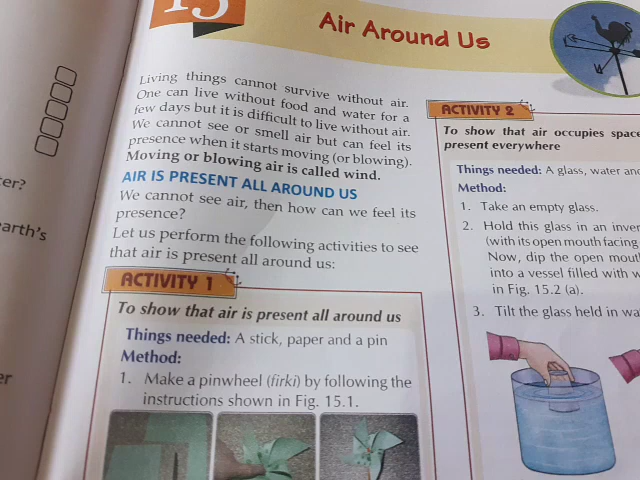 15
Air Around Us
Living things cannot survive without air.
One can live without food and water for a
few days but it is difficult to live without air.
We cannot see or smell air but can feel its
presence when it starts moving (or blowing).
Moving or blowing air is called wind.
AIR IS PRESENT ALL AROUND US
We cannot see air, then how can we feel its
presence?
Let us perform the following activities to see
that air is present all around us:
ACTIVITY 1
To show that air is present all around us
Things needed: A stick, paper and a pin
Method:
1. Make a pinwheel (firki) by following the
instructions shown in Fig. 15.1.
ACTIVITY 2
To show that air occupies space
present everywhere
Things needed: A glass, water
Method:
1. Take an empty glass.
2. Hold this glass in an
(with its open mouth facing
Now, dip the open
into a vessel filled with
in Fig. 15.2 (a).
3. Tilt the glass held in